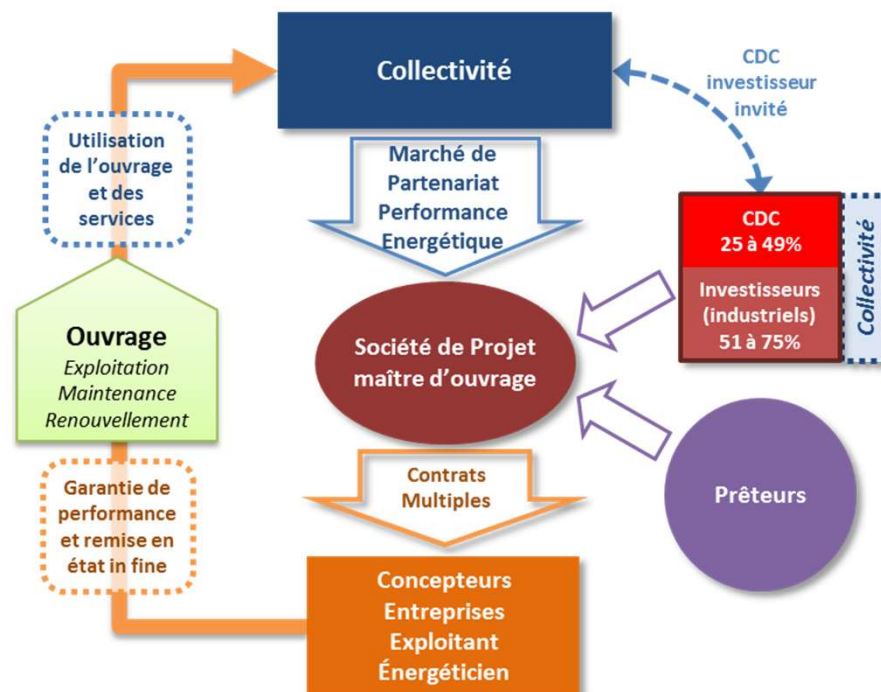 Collectivité
CDC
investisseur
invité
Utilisation
de l'ouvrage
et des
services
Marché de
Partenariat
Performance
Energétique
CDC
25 à 49%
Investisseurs
(industriels)
51 à 75%
Collectivité
Ouvrage
Exploitation
Maintenance
Renouvellement
Société de Projet
maître d'ouvrage
Garantie de
performance
et remise en
état in fine
Contrats
Multiples
Prêteurs
Concepteurs
Entreprises
Exploitant
Énergéticien